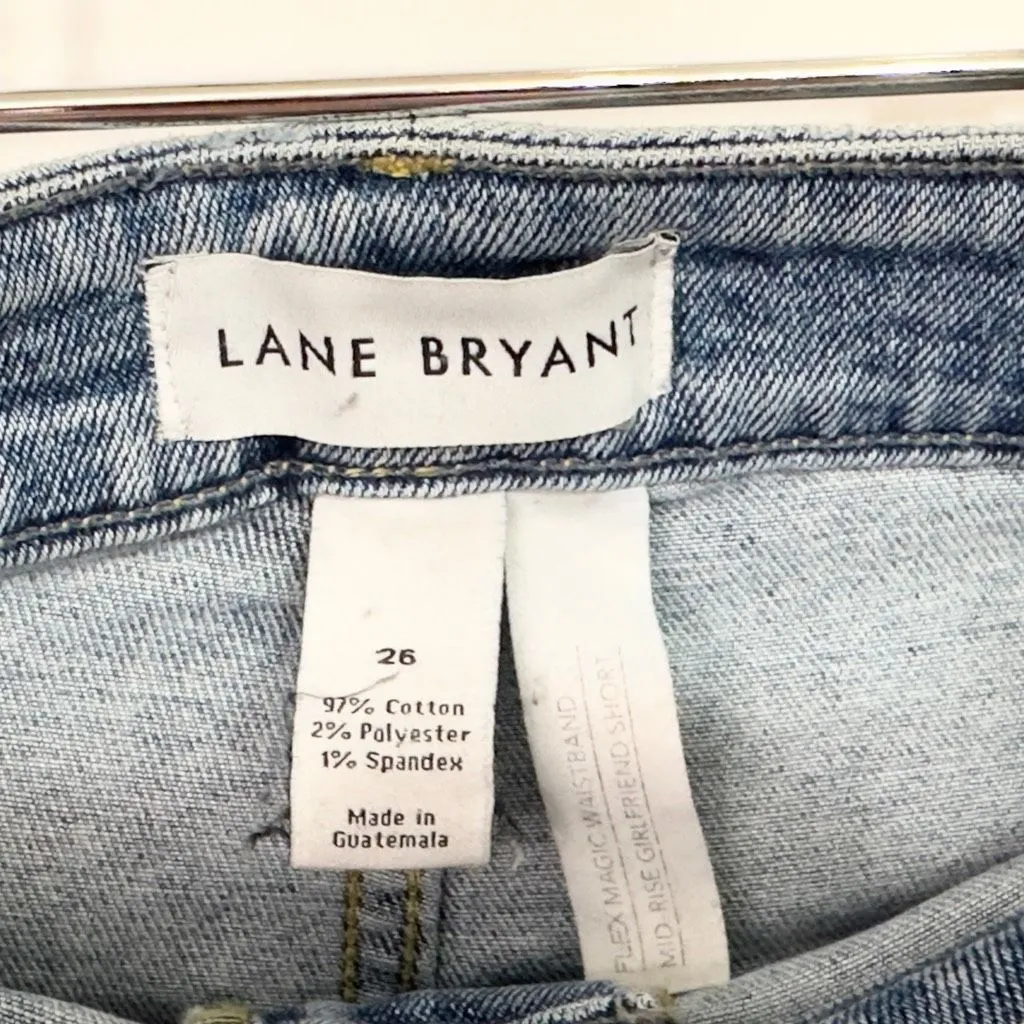 LANE BRYANT
26
97% Cotton
2% Polyester
1% Spandex
Made in
Guatemala
FLEX MAGIC WAISTBAND
MID-RISE GIRLFRIEND SHORT